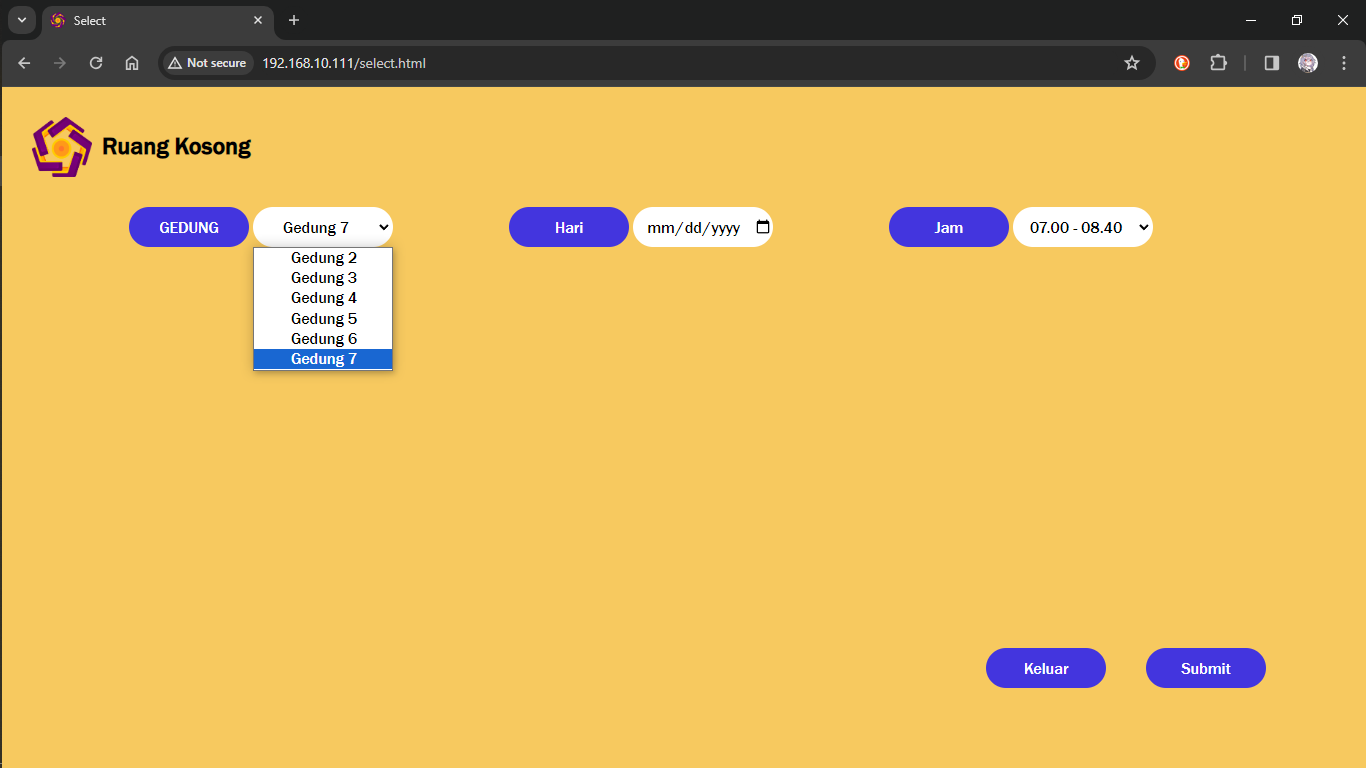 Select
Not secure
192.168.10.111/select.html
Ruang Kosong
GEDUNG
Gedung 7
Hari
mm/dd/yyyy
Jam
07.00 - 08.40
Gedung 2
Gedung 3
Gedung 4
Gedung 5
Gedung 6
Gedung 7
Keluar
Submit